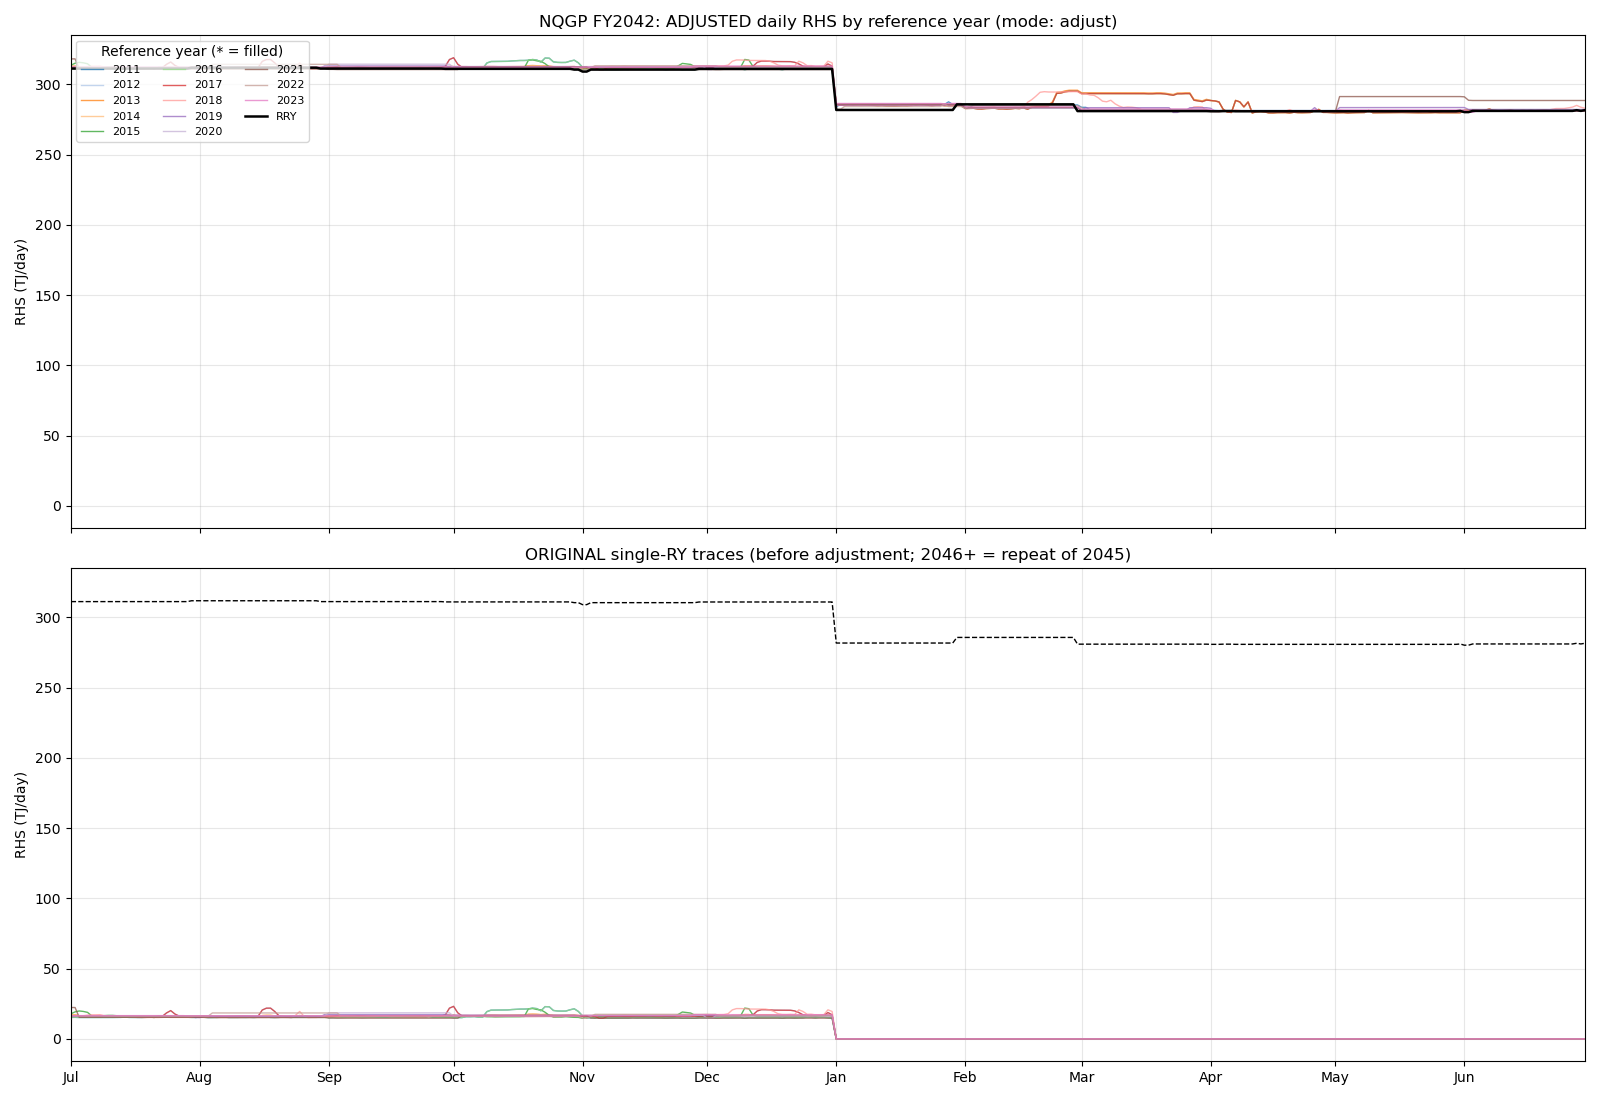 NQGP FY2042: ADJUSTED daily RHS by reference year (mode: adjust)
Reference year (* = filled)
2011 2016 2021
2012 2017 2022
2013 2018 2023
2014 2019 RRY
2015 2020
RHS (TJ/day)
300
250
200
150
100
50
0
ORIGINAL single-RY traces (before adjustment; 2046+ = repeat of 2045)
RHS (TJ/day)
300
250
200
150
100
50
0
Jul Aug Sep Oct Nov Dec Jan Feb Mar Apr May Jun